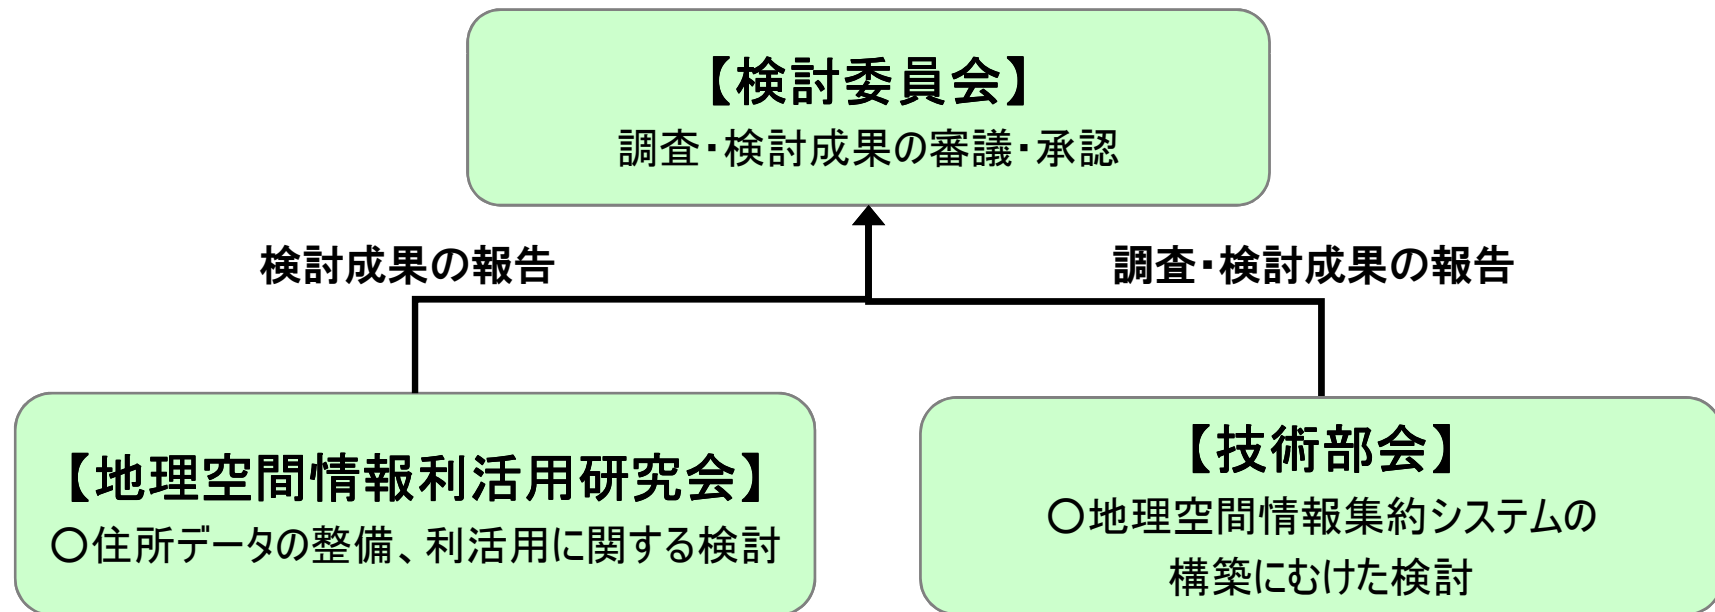 【検討委員会】
調査・検討成果の審議・承認
検討成果の報告
調査・検討成果の報告
【地理空間情報利活用研究会】
〇住所データの整備、利活用に関する検討
【技術部会】
〇地理空間情報集約システムの
構築にむけた検討